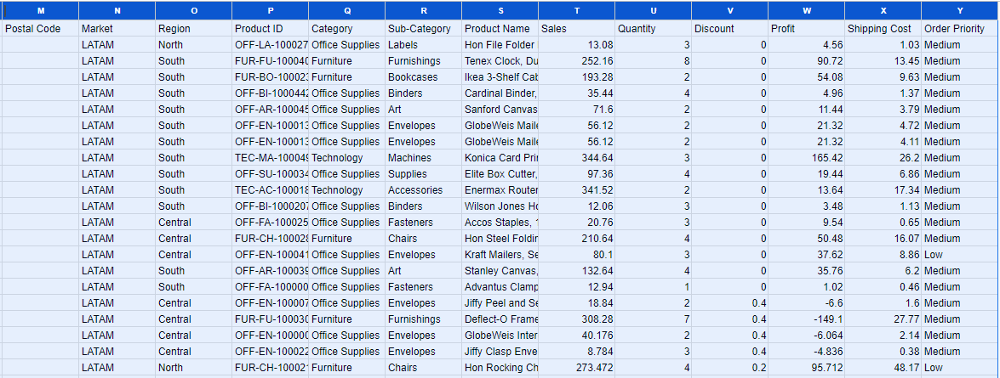 M N O P Q R S T U V W X Y
Postal Code Market Region Product ID Category Sub-Category Product Name Sales Quantity Discount Profit Shipping Cost Order Priority
LATAM North OFF-LA-100027 Office Supplies Labels Hon File Folder 13.08 3 0 4.56 1.03 Medium
LATAM South FUR-FU-100040 Furniture Furnishings Tenex Clock, Du 252.16 8 0 90.72 13.45 Medium
LATAM South FUR-BO-100023 Furniture Bookcases Ikea 3-Shelf Cab 193.28 2 0 54.08 9.63 Medium
LATAM South OFF-BI-1000442 Office Supplies Binders Cardinal Binder, 35.44 4 0 4.96 1.37 Medium
LATAM South OFF-AR-100045 Office Supplies Art Sanford Canvas 71.6 2 0 11.44 3.79 Medium
LATAM South OFF-EN-100013 Office Supplies Envelopes GlobeWeis Maile 56.12 2 0 21.32 4.72 Medium
LATAM South OFF-EN-100013 Office Supplies Envelopes GlobeWeis Maile 56.12 2 0 21.32 4.11 Medium
LATAM South TEC-MA-100049 Technology Machines Konica Card Prin 344.64 3 0 165.42 26.2 Medium
LATAM South OFF-SU-100034 Office Supplies Supplies Elite Box Cutter, 97.36 4 0 19.44 6.86 Medium
LATAM South TEC-AC-100018 Technology Accessories Enermax Router 341.52 2 0 13.64 17.34 Medium
LATAM South OFF-BI-1000207 Office Supplies Binders Wilson Jones Ho 12.06 3 0 3.48 1.13 Medium
LATAM Central OFF-FA-100025 Office Supplies Fasteners Accos Staples, 1 20.76 3 0 9.54 0.65 Medium
LATAM Central FUR-CH-100028 Furniture Chairs Hon Steel Foldin 210.64 4 0 50.48 16.07 Medium
LATAM Central OFF-EN-100041 Office Supplies Envelopes Kraft Mailers, Se 80.1 3 0 37.62 8.86 Low
LATAM South OFF-AR-100039 Office Supplies Art Stanley Canvas, 132.64 4 0 35.76 6.2 Medium
LATAM South OFF-FA-100000 Office Supplies Fasteners Advantus Clamp 12.94 1 0 1.02 0.46 Medium
LATAM Central OFF-EN-100007 Office Supplies Envelopes Jiffy Peel and Se 18.84 2 0.4 -6.6 1.6 Medium
LATAM Central FUR-FU-100030 Furniture Furnishings Deflect-O Frame 308.28 7 0.4 -149.1 27.77 Medium
LATAM Central OFF-EN-100000 Office Supplies Envelopes GlobeWeis Inter 40.176 2 0.4 -6.064 2.14 Medium
LATAM Central OFF-EN-100022 Office Supplies Envelopes Jiffy Clasp Enve 8.784 3 0.4 -4.836 0.38 Medium
LATAM North FUR-CH-100021 Furniture Chairs Hon Rocking Ch 273.472 4 0.2 95.712 48.17 Low